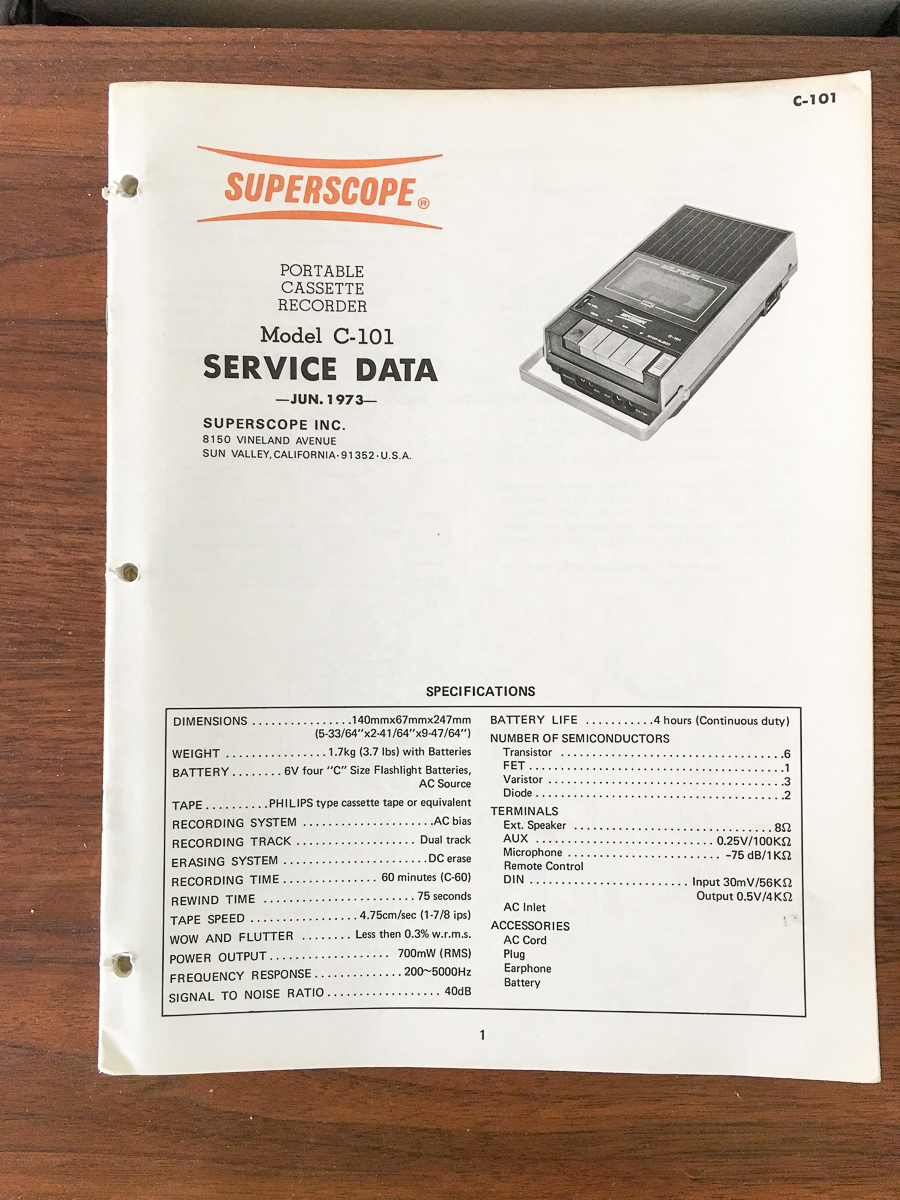 C-101
SUPERSCOPE®
PORTABLE
CASSETTE
RECORDER
Model C-101
SERVICE DATA
—JUN. 1973—
SUPERSCOPE INC.
8150 VINELAND AVENUE
SUN VALLEY, CALIFORNIA·91352·U.S.A.
SUPERSCOPE
C-101
SPECIFICATIONS
DIMENSIONS ................140mmx67mmx247mm
(5-33/64"x2-41/64"x9-47/64")
WEIGHT ................1.7kg (3.7 lbs) with Batteries
BATTERY ........ 6V four "C" Size Flashlight Batteries,
AC Source
TAPE ..........PHILIPS type cassette tape or equivalent
RECORDING SYSTEM .....................AC bias
RECORDING TRACK ................... Dual track
ERASING SYSTEM .......................DC erase
RECORDING TIME ............... 60 minutes (C-60)
REWIND TIME ........................75 seconds
TAPE SPEED .................4.75cm/sec (1-7/8 ips)
WOW AND FLUTTER ........ Less then 0.3% w.r.m.s.
POWER OUTPUT ................... 700mW (RMS)
FREQUENCY RESPONSE ..............200~5000Hz
SIGNAL TO NOISE RATIO .................. 40dB
BATTERY LIFE ...........4 hours (Continuous duty)
NUMBER OF SEMICONDUCTORS
Transistor ....................................6
FET .........................................1
Varistor ......................................3
Diode ........................................2
TERMINALS
Ext. Speaker ................................8Ω
AUX ............................ 0.25V/100KΩ
Microphone ........................ −75 dB/1KΩ
Remote Control
DIN ......................... Input 30mV/56KΩ
Output 0.5V/4KΩ
AC Inlet
ACCESSORIES
AC Cord
Plug
Earphone
Battery
1